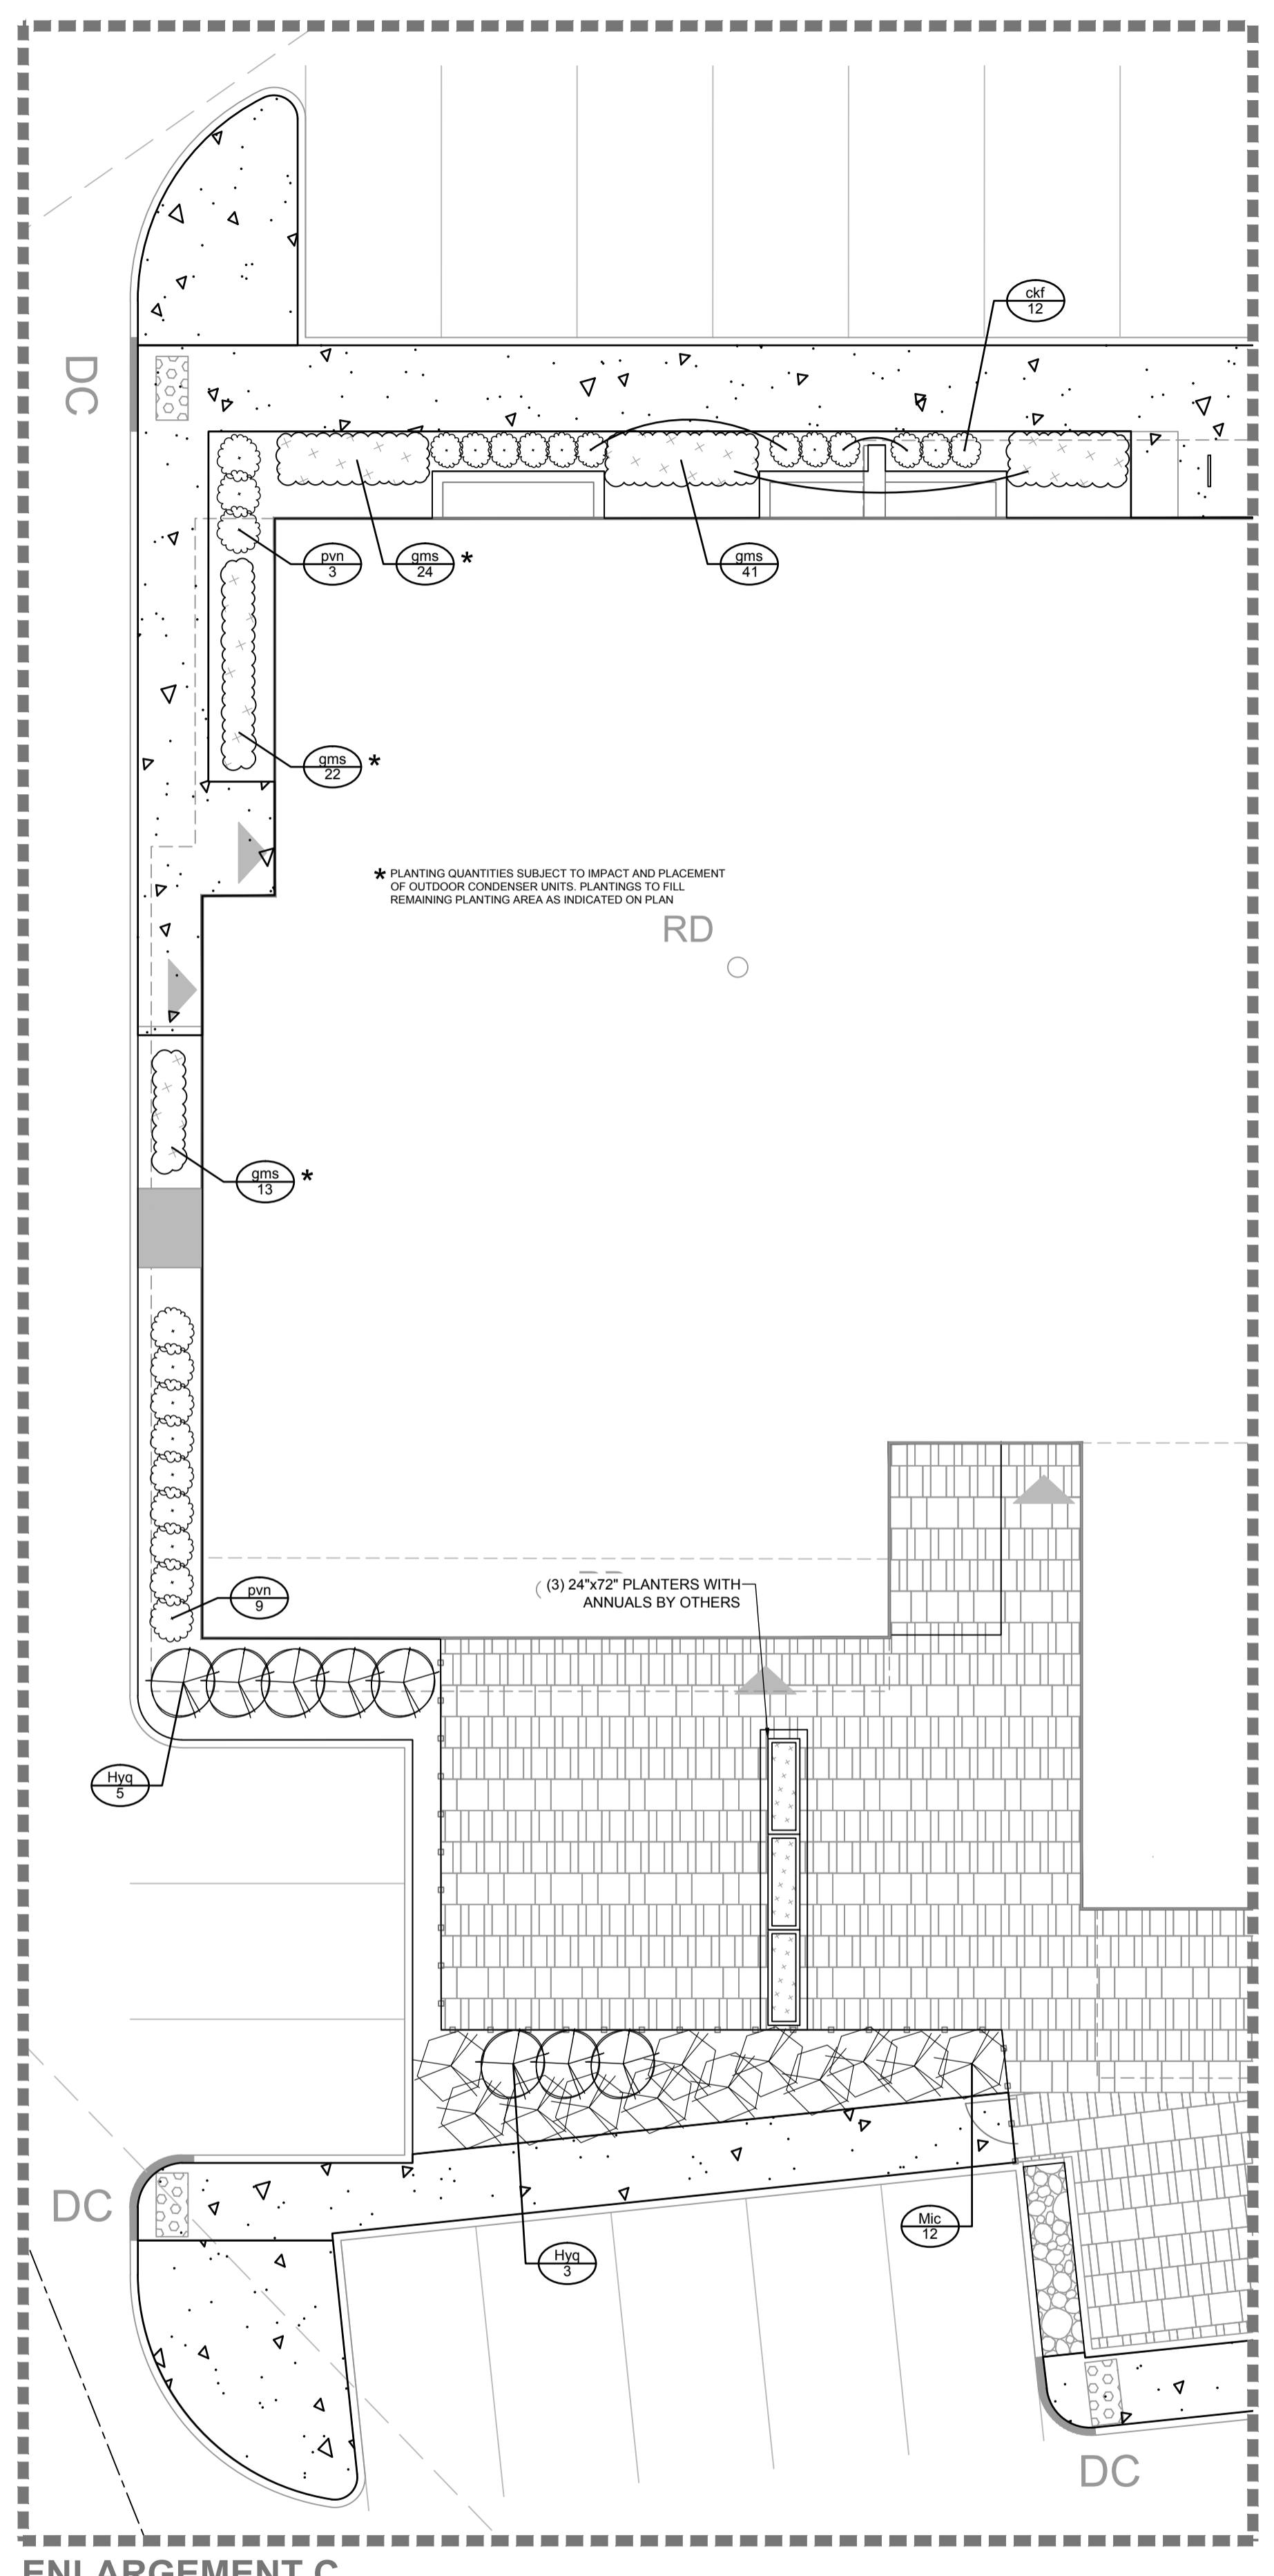 ckf
12
DC
pvn
3
gms
24
*
gms
41
gms
22
*
* PLANTING QUANTITIES SUBJECT TO IMPACT AND PLACEMENT
OF OUTDOOR CONDENSER UNITS. PLANTINGS TO FILL
REMAINING PLANTING AREA AS INDICATED ON PLAN
RD
gms
13
*
(3) 24"x72" PLANTERS WITH
ANNUALS BY OTHERS
pvn
9
Hyq
5
DC
Mic
12
Hyq
3
DC
ENLARGEMENT C